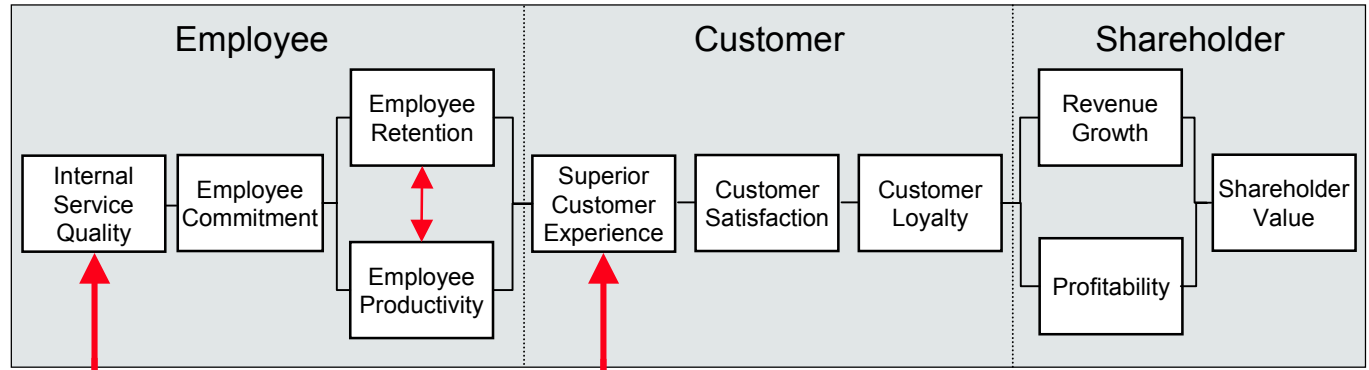 Employee
Customer
Shareholder
Internal
Service
Quality
Employee
Commitment
Employee
Retention
Employee
Productivity
Superior
Customer
Experience
Customer
Satisfaction
Customer
Loyalty
Revenue
Growth
Profitability
Shareholder
Value